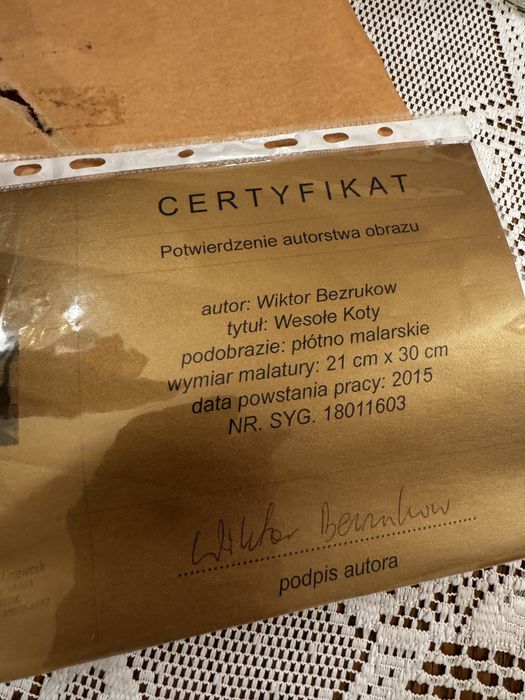 CERTYFIKAT
Potwierdzenie autorstwa obrazu
autor: Wiktor Bezrukow
tytuł: Wesołe Koty
podobrazie: płótno malarskie
wymiar malatury: 21 cm x 30 cm
data powstania pracy: 2015
NR. SYG. 18011603
Wiktor Bezrukow
podpis autora